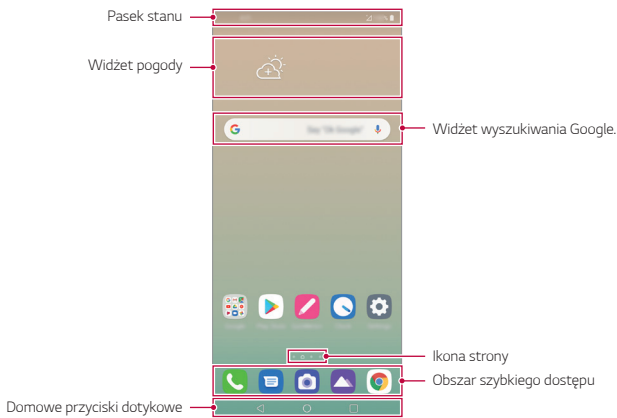 Pasek stanu
Widżet pogody
Widżet wyszukiwania Google.
Ikona strony
Obszar szybkiego dostępu
Domowe przyciski dotykowe